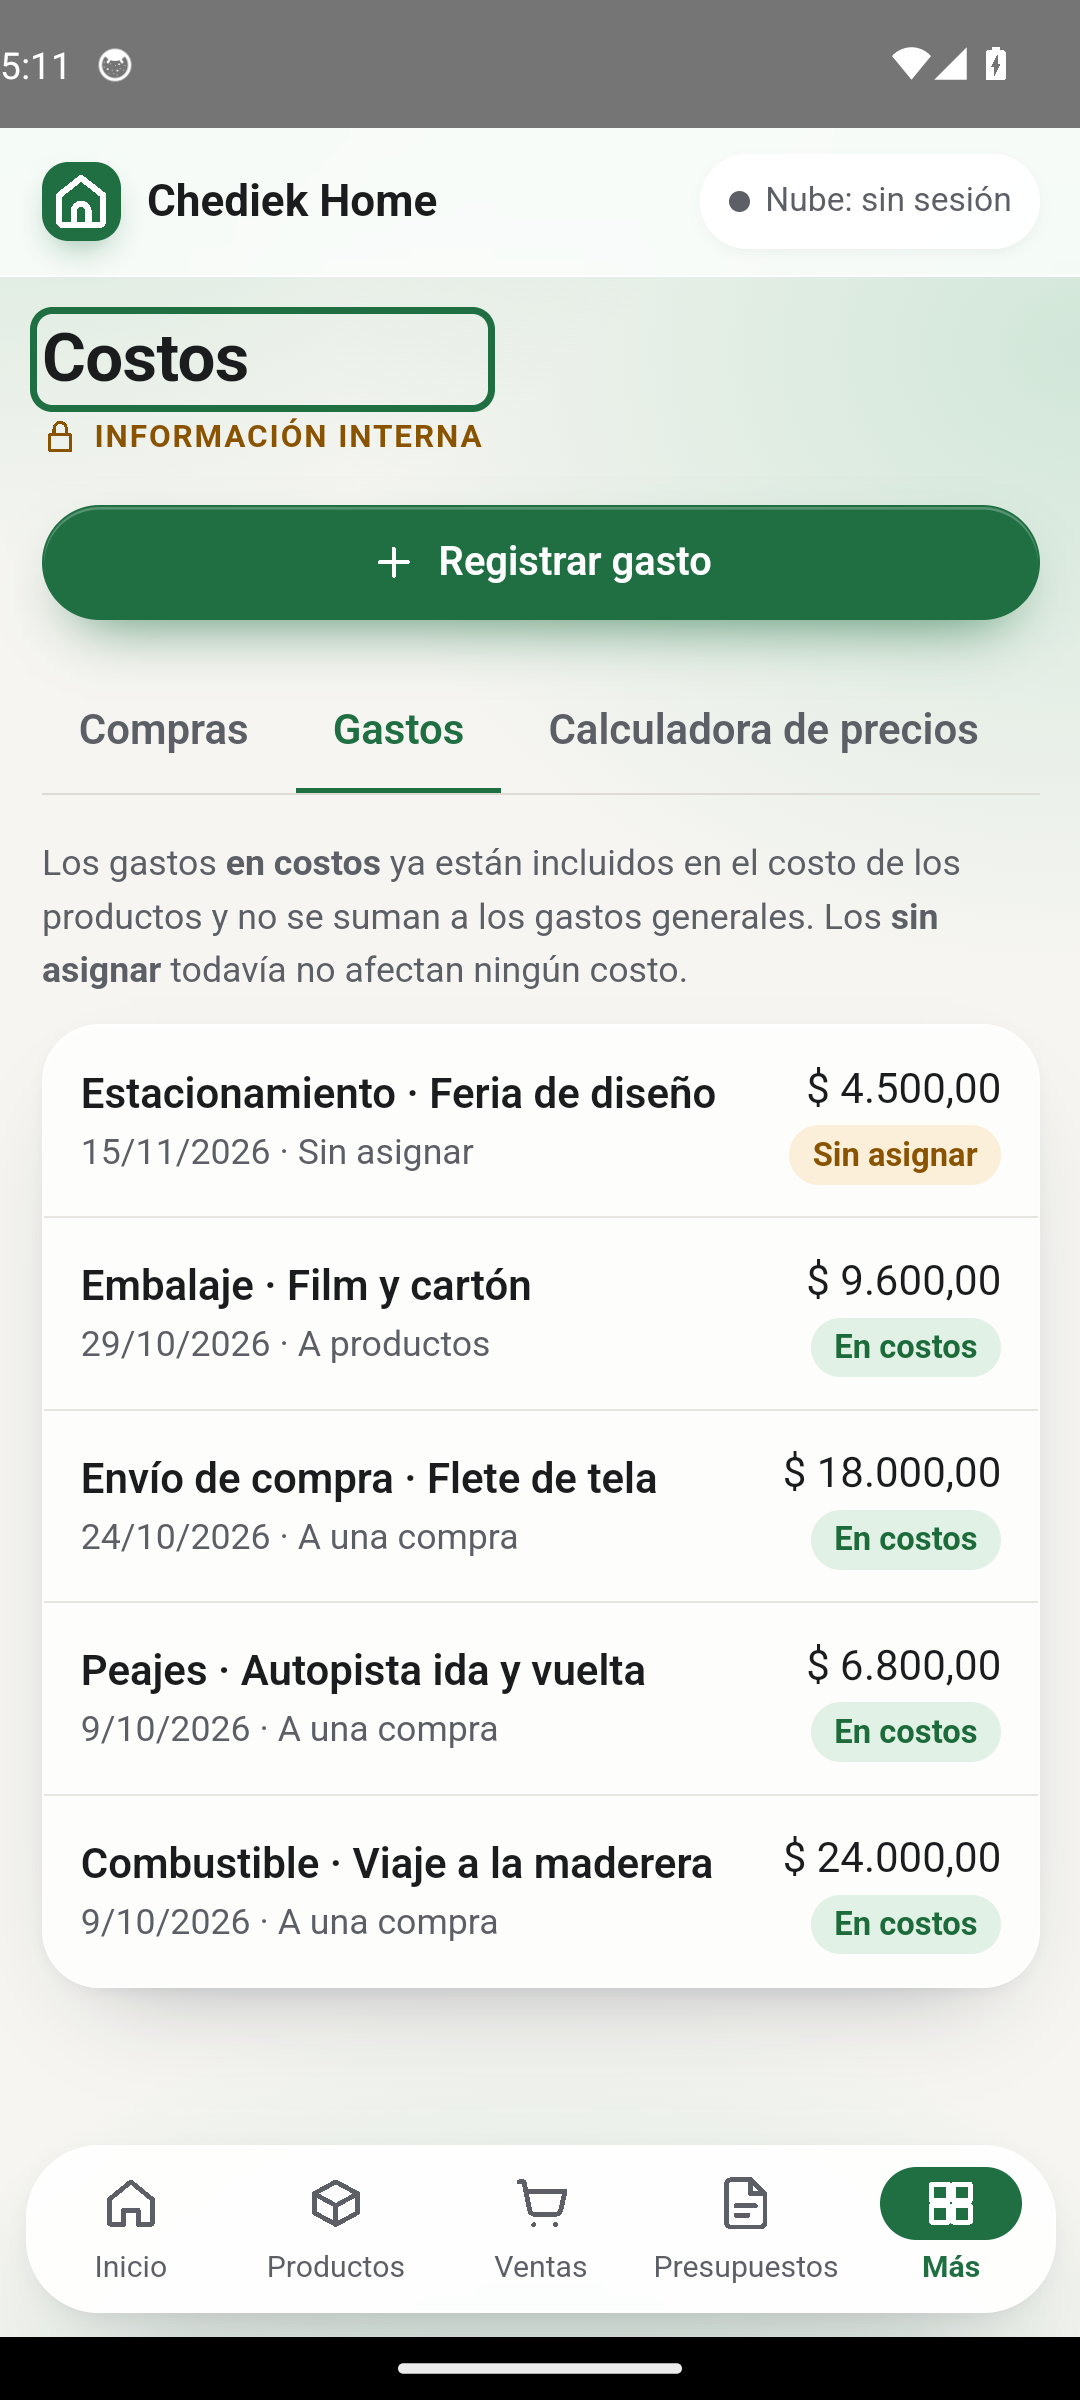 5:11
Chediek Home
Nube: sin sesión
Costos
INFORMACIÓN INTERNA
Registrar gasto
Compras Gastos Calculadora de precios
Los gastos en costos ya están incluidos en el costo de los
productos y no se suman a los gastos generales. Los sin
asignar todavía no afectan ningún costo.
Estacionamiento · Feria de diseño $ 4.500,00
15/11/2026 · Sin asignar Sin asignar
Embalaje · Film y cartón $ 9.600,00
29/10/2026 · A productos En costos
Envío de compra · Flete de tela $ 18.000,00
24/10/2026 · A una compra En costos
Peajes · Autopista ida y vuelta $ 6.800,00
9/10/2026 · A una compra En costos
Combustible · Viaje a la maderera $ 24.000,00
9/10/2026 · A una compra En costos
Inicio Productos Ventas Presupuestos Más